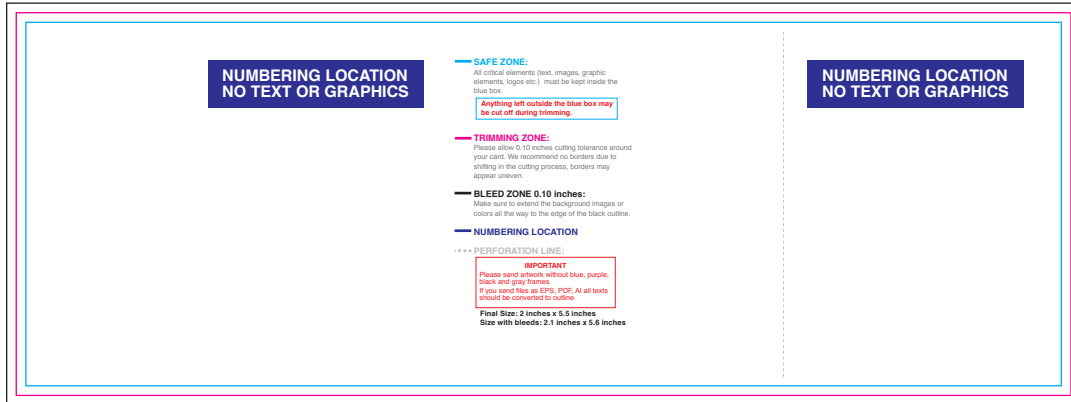 NUMBERING LOCATION
NO TEXT OR GRAPHICS
SAFE ZONE:
All critical elements (text, images, graphic
elements, logos etc.) must be kept inside the
blue box.
Anything left outside the blue box may
be cut off during trimming.
TRIMMING ZONE:
Please allow 0.10 inches cutting tolerance around
your card. We recommend no borders due to
shifting in the cutting process, borders may
appear uneven.
BLEED ZONE 0.10 inches:
Make sure to extend the background images or
colors all the way to the edge of the black outline.
NUMBERING LOCATION
PERFORATION LINE:
IMPORTANT
Please send artwork without blue, purple,
black and gray frames.
If you send files as EPS, PDF, AI all texts
should be converted to outline
Final Size: 2 inches x 5.5 inches
Size with bleeds: 2.1 inches x 5.6 inches
NUMBERING LOCATION
NO TEXT OR GRAPHICS